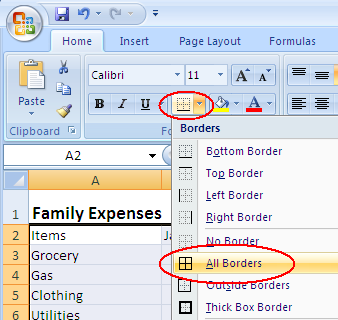 Home Insert Page Layout Formulas
Calibri 11 A A
Paste B I U A
Clipboard
Borders
A2
Bottom Border
Top Border
Left Border
Right Border
No Border
All Borders
Outside Borders
Thick Box Border
A
1 Family Expenses
2 Items
3 Grocery
4 Gas
5 Clothing
6 Utilities